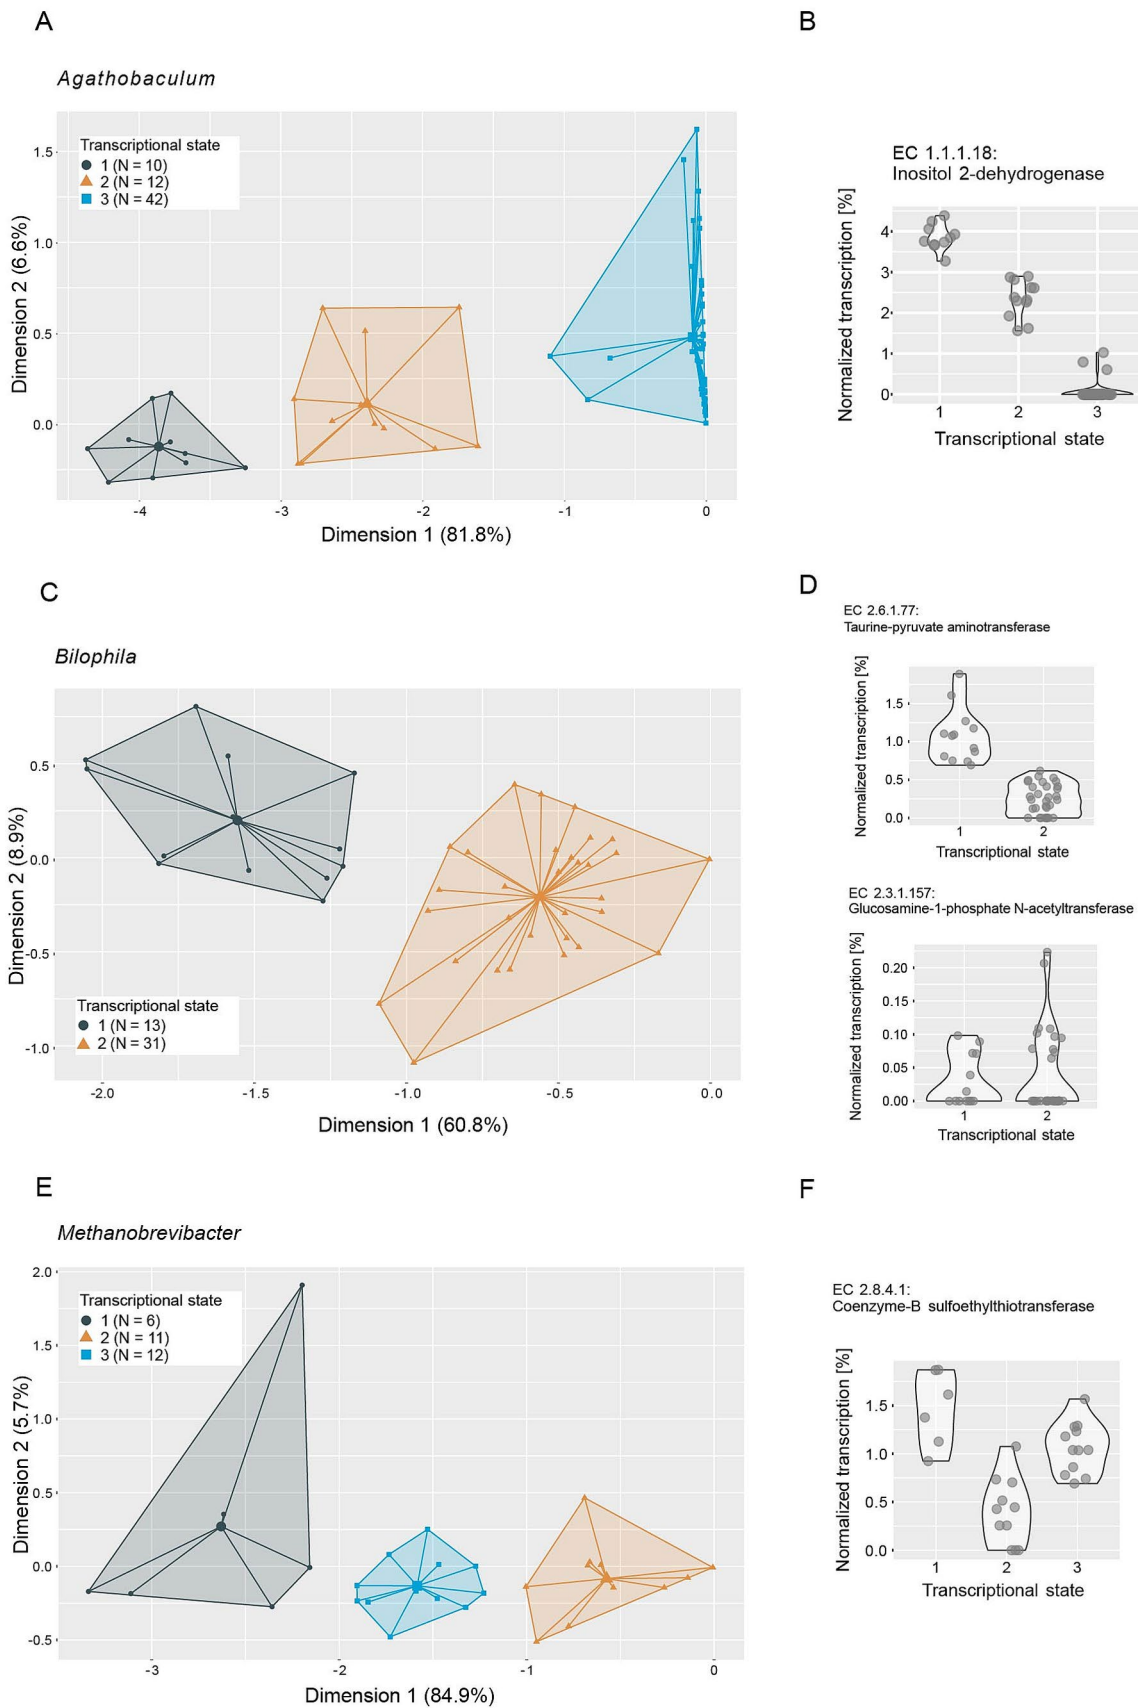 A
B
Agathobaculum
Transcriptional state
1 (N = 10)
2 (N = 12)
3 (N = 42)
1.5
1.0
0.5
0.0
Dimension 2 (6.6%)
-4
-3
-2
-1
0
Dimension 1 (81.8%)
EC 1.1.1.18:
Inositol 2-dehydrogenase
Normalized transcription [%]
4
3
2
1
0
1
2
3
Transcriptional state
C
D
Bilophila
0.5
0.0
-0.5
-1.0
Dimension 2 (8.9%)
Transcriptional state
1 (N = 13)
2 (N = 31)
-2.0
-1.5
-1.0
-0.5
0.0
Dimension 1 (60.8%)
EC 2.6.1.77:
Taurine-pyruvate aminotransferase
Normalized transcription [%]
1.5
1.0
0.5
0.0
1
2
Transcriptional state
EC 2.3.1.157:
Glucosamine-1-phosphate N-acetyltransferase
Normalized transcription [%]
0.20
0.15
0.10
0.05
0.00
1
2
Transcriptional state
E
F
Methanobrevibacter
Transcriptional state
1 (N = 6)
2 (N = 11)
3 (N = 12)
2.0
1.5
1.0
0.5
0.0
-0.5
Dimension 2 (5.7%)
-3
-2
-1
0
Dimension 1 (84.9%)
EC 2.8.4.1:
Coenzyme-B sulfoethylthiotransferase
Normalized transcription [%]
1.5
1.0
0.5
0.0
1
2
3
Transcriptional state